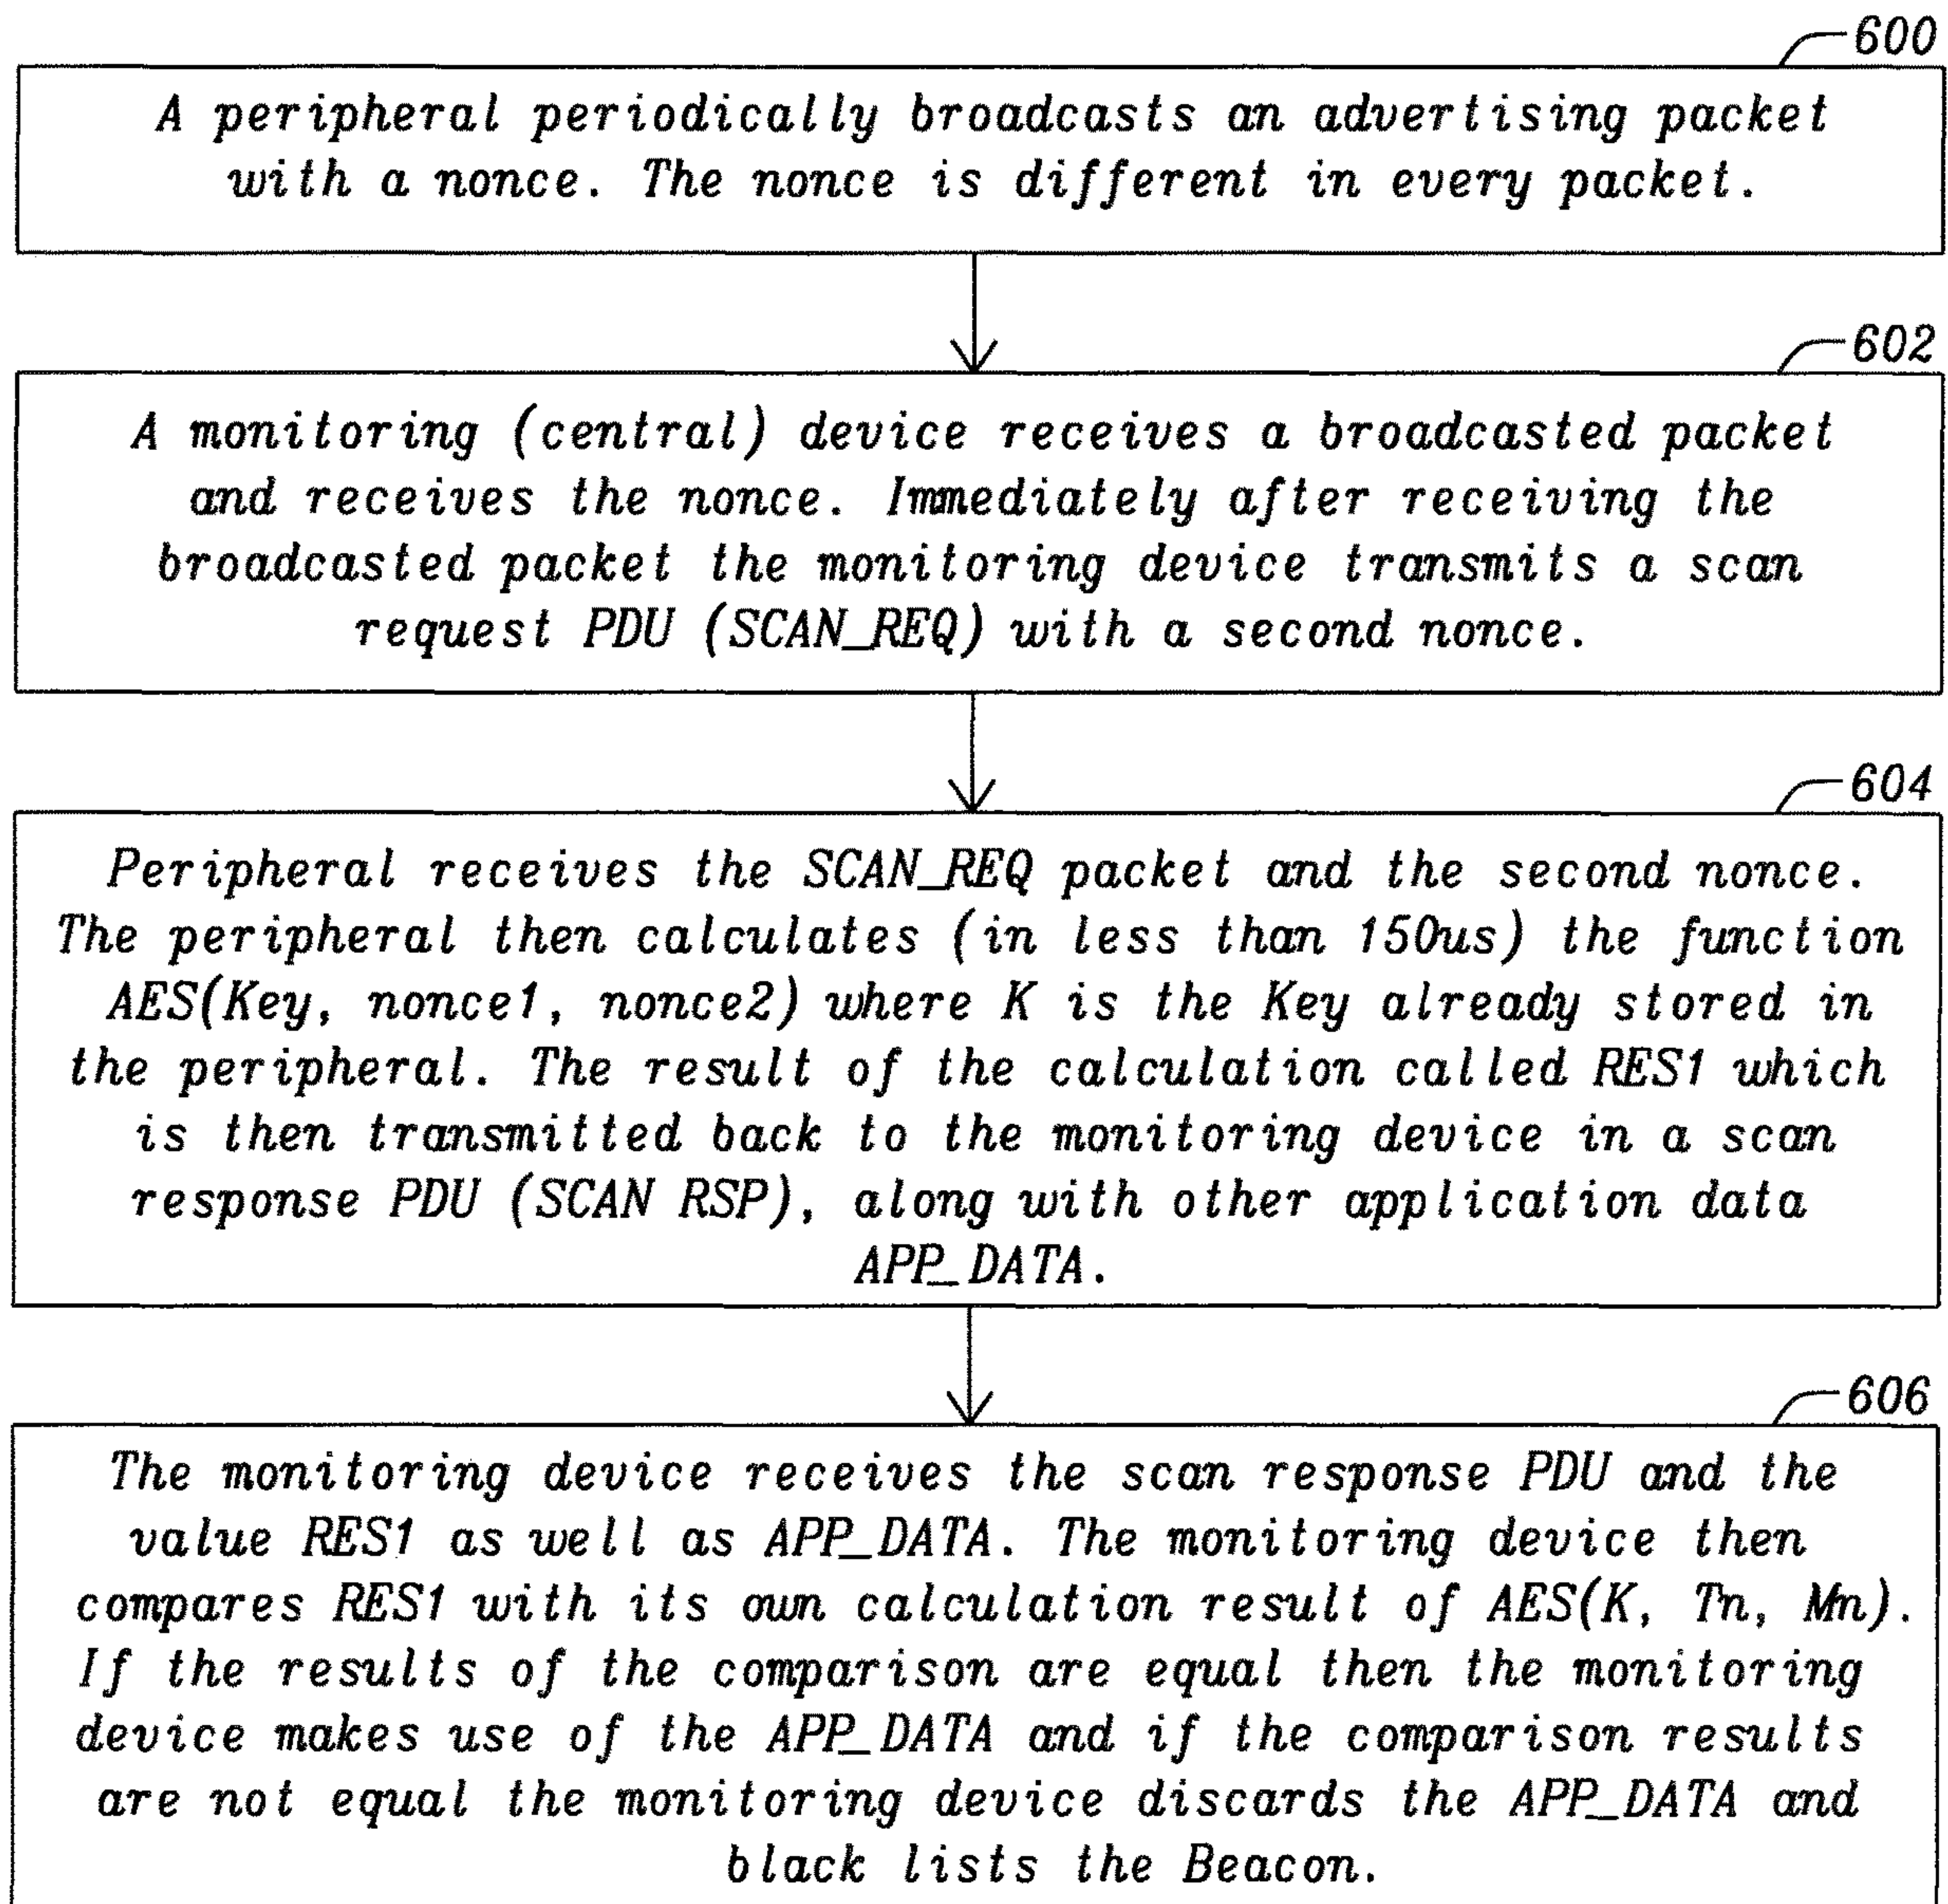 600
A peripheral periodically broadcasts an advertising packet
with a nonce. The nonce is different in every packet.
602
A monitoring (central) device receives a broadcasted packet
and receives the nonce. Immediately after receiving the
broadcasted packet the monitoring device transmits a scan
request PDU (SCAN_REQ) with a second nonce.
604
Peripheral receives the SCAN_REQ packet and the second nonce.
The peripheral then calculates (in less than 150us) the function
AES(Key, nonce1, nonce2) where K is the Key already stored in
the peripheral. The result of the calculation called RES1 which
is then transmitted back to the monitoring device in a scan
response PDU (SCAN RSP), along with other application data
APP_DATA.
606
The monitoring device receives the scan response PDU and the
value RES1 as well as APP_DATA. The monitoring device then
compares RES1 with its own calculation result of AES(K, Tn, Mn).
If the results of the comparison are equal then the monitoring
device makes use of the APP_DATA and if the comparison results
are not equal the monitoring device discards the APP_DATA and
black lists the Beacon.